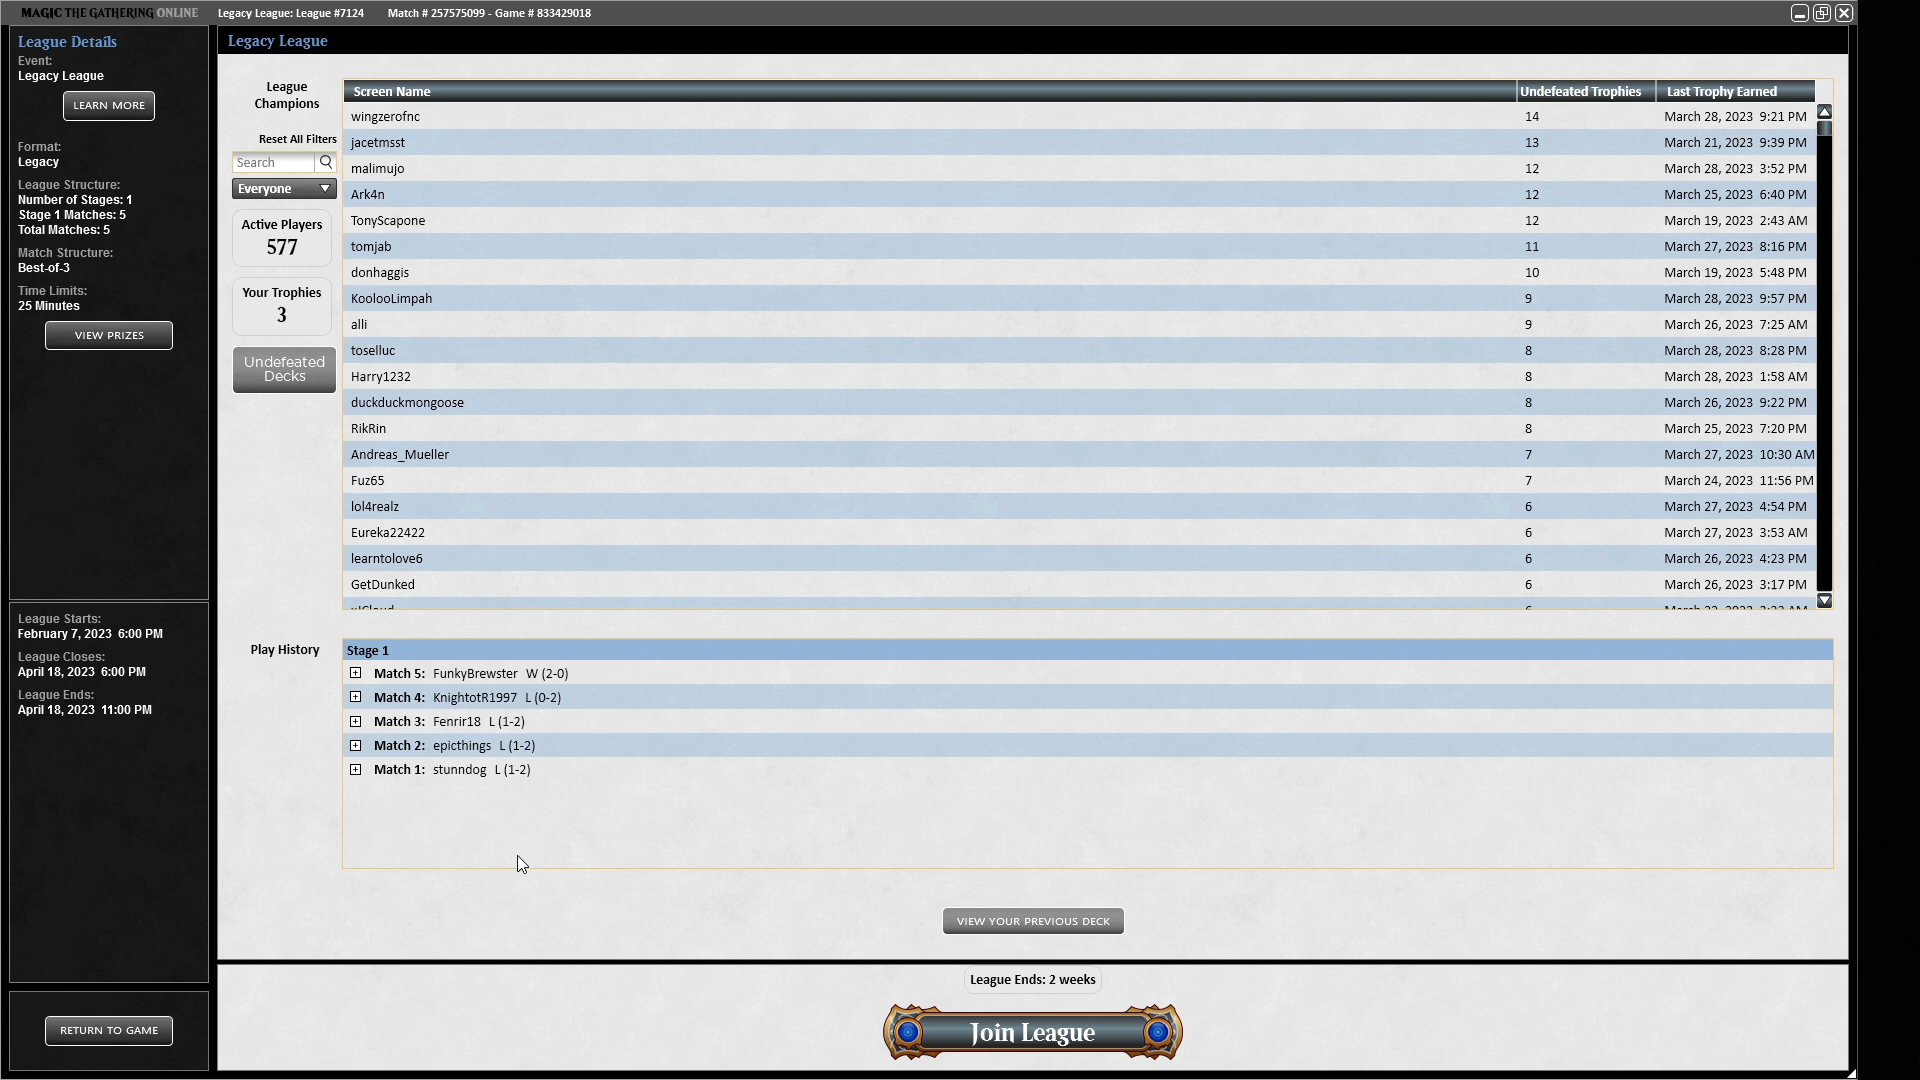 MAGIC THE GATHERING ONLINE Legacy League: League #7124 Match # 257575099 - Game # 833429018
League Details
Event:
Legacy League
LEARN MORE
Format:
Legacy
League Structure:
Number of Stages: 1
Stage 1 Matches: 5
Total Matches: 5
Match Structure:
Best-of-3
Time Limits:
25 Minutes
VIEW PRIZES
League Starts:
February 7, 2023 6:00 PM
League Closes:
April 18, 2023 6:00 PM
League Ends:
April 18, 2023 11:00 PM
RETURN TO GAME
Legacy League
League
Champions
Reset All Filters
Search
Everyone
Active Players
577
Your Trophies
3
Undefeated
Decks
Screen Name Undefeated Trophies Last Trophy Earned
wingzerofnc 14 March 28, 2023 9:21 PM
jacetmsst 13 March 21, 2023 9:39 PM
malimujo 12 March 28, 2023 3:52 PM
Ark4n 12 March 25, 2023 6:40 PM
TonyScapone 12 March 19, 2023 2:43 AM
tomjab 11 March 27, 2023 8:16 PM
donhaggis 10 March 19, 2023 5:48 PM
KoolooLimpah 9 March 28, 2023 9:57 PM
alli 9 March 26, 2023 7:25 AM
toselluc 8 March 28, 2023 8:28 PM
Harry1232 8 March 28, 2023 1:58 AM
duckduckmongoose 8 March 26, 2023 9:22 PM
RikRin 8 March 25, 2023 7:20 PM
Andreas_Mueller 7 March 27, 2023 10:30 AM
Fuz65 7 March 24, 2023 11:56 PM
lol4realz 6 March 27, 2023 4:54 PM
Eureka22422 6 March 27, 2023 3:53 AM
learntolove6 6 March 26, 2023 4:23 PM
GetDunked 6 March 26, 2023 3:17 PM
Play History
Stage 1
Match 5: FunkyBrewster W (2-0)
Match 4: KnightotR1997 L (0-2)
Match 3: Fenrir18 L (1-2)
Match 2: epicthings L (1-2)
Match 1: stunndog L (1-2)
VIEW YOUR PREVIOUS DECK
League Ends: 2 weeks
Join League